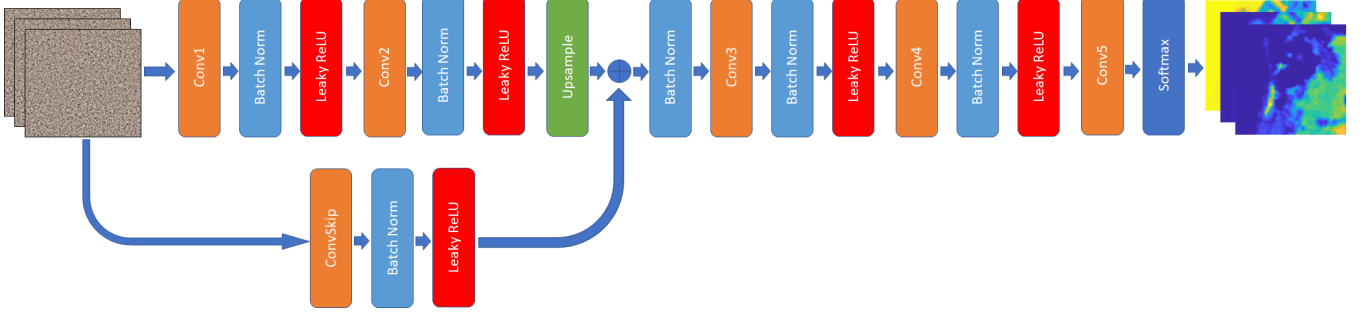 Conv1
Batch Norm
Leaky ReLU
Conv2
Batch Norm
Leaky ReLU
Upsample
Batch Norm
Conv3
Batch Norm
Leaky ReLU
Conv4
Batch Norm
Leaky ReLU
Conv5
Softmax
ConvSkip
Batch Norm
Leaky ReLU